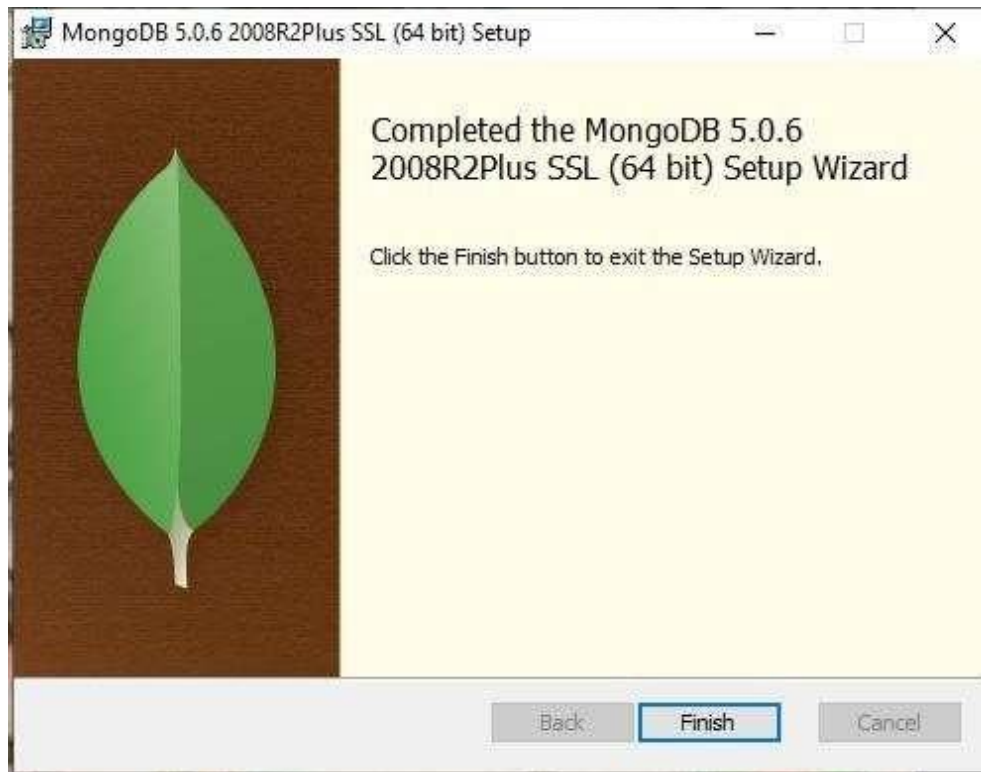 MongoDB 5.0.6 2008R2Plus SSL (64 bit) Setup
Completed the MongoDB 5.0.6
2008R2Plus SSL (64 bit) Setup Wizard
Click the Finish button to exit the Setup Wizard.
Back Finish Cancel